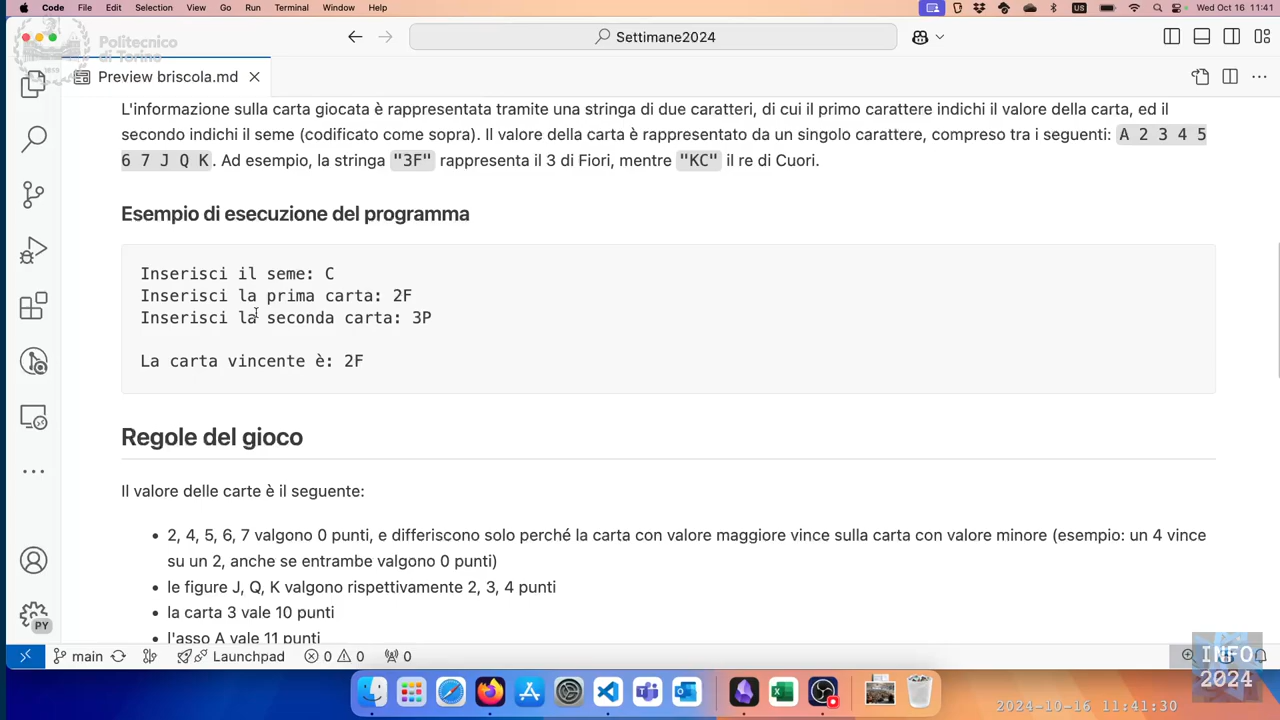 Code File Edit Selection View Go Run Terminal Window Help US Wed Oct 16 11:41
Politecnico
di Torino
Settimane2024
Preview briscola.md
L'informazione sulla carta giocata è rappresentata tramite una stringa di due caratteri, di cui il primo carattere indichi il valore della carta, ed il
secondo indichi il seme (codificato come sopra). Il valore della carta è rappresentato da un singolo carattere, compreso tra i seguenti: A 2 3 4 5
6 7 J Q K. Ad esempio, la stringa "3F" rappresenta il 3 di Fiori, mentre "KC" il re di Cuori.
Esempio di esecuzione del programma
Inserisci il seme: C
Inserisci la prima carta: 2F
Inserisci la seconda carta: 3P
La carta vincente è: 2F
Regole del gioco
Il valore delle carte è il seguente:
• 2, 4, 5, 6, 7 valgono 0 punti, e differiscono solo perché la carta con valore maggiore vince sulla carta con valore minore (esempio: un 4 vince
su un 2, anche se entrambe valgono 0 punti)
• le figure J, Q, K valgono rispettivamente 2, 3, 4 punti
• la carta 3 vale 10 punti
• l'asso A vale 11 punti
PY
main Launchpad 0 0 0
INFO
2024
2024-10-16 11:41:30